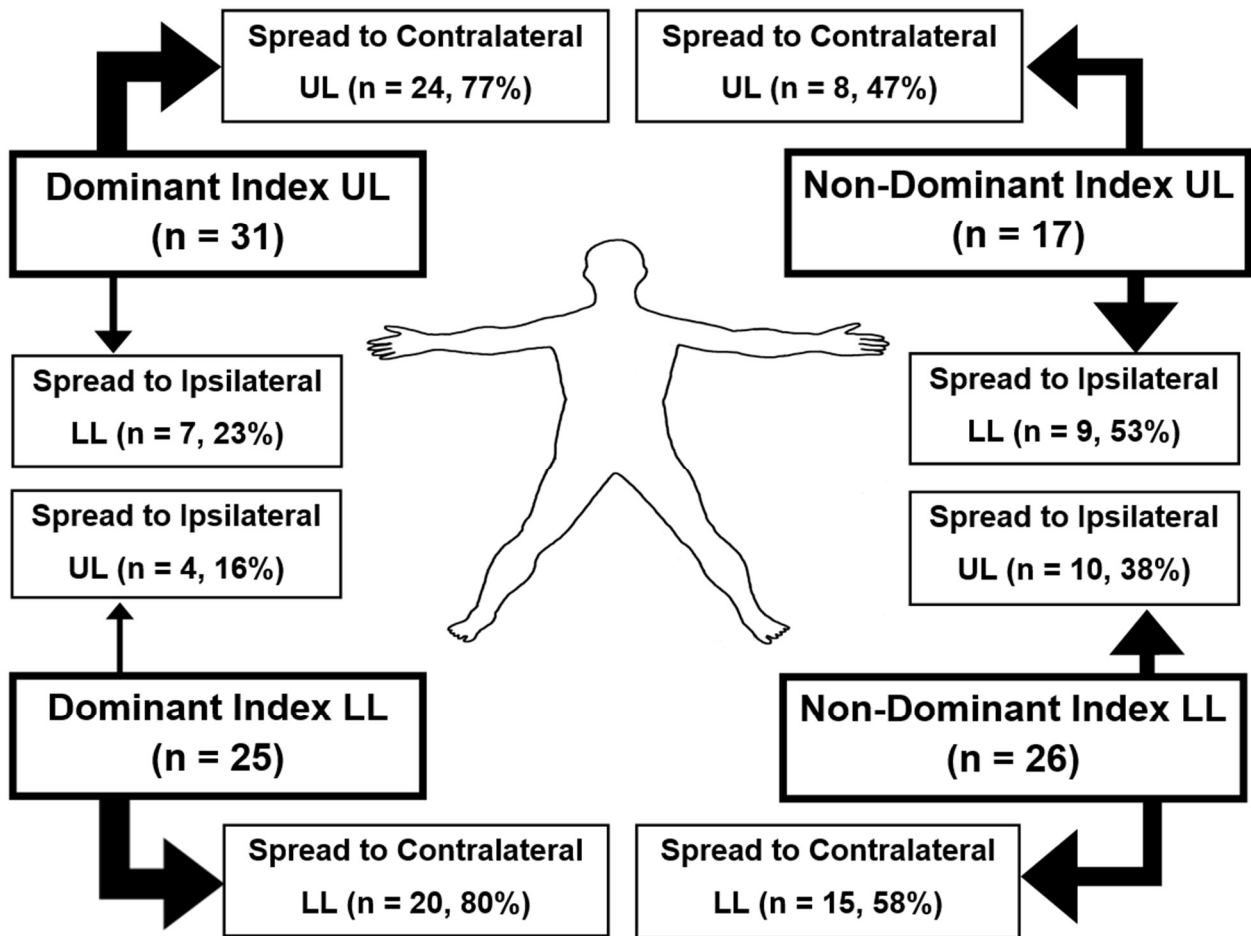 Spread to Contralateral
UL (n = 24, 77%)
Spread to Contralateral
UL (n = 8, 47%)
Dominant Index UL
(n = 31)
Non-Dominant Index UL
(n = 17)
Spread to Ipsilateral
LL (n = 7, 23%)
Spread to Ipsilateral
LL (n = 9, 53%)
Spread to Ipsilateral
UL (n = 4, 16%)
Spread to Ipsilateral
UL (n = 10, 38%)
Dominant Index LL
(n = 25)
Non-Dominant Index LL
(n = 26)
Spread to Contralateral
LL (n = 20, 80%)
Spread to Contralateral
LL (n = 15, 58%)